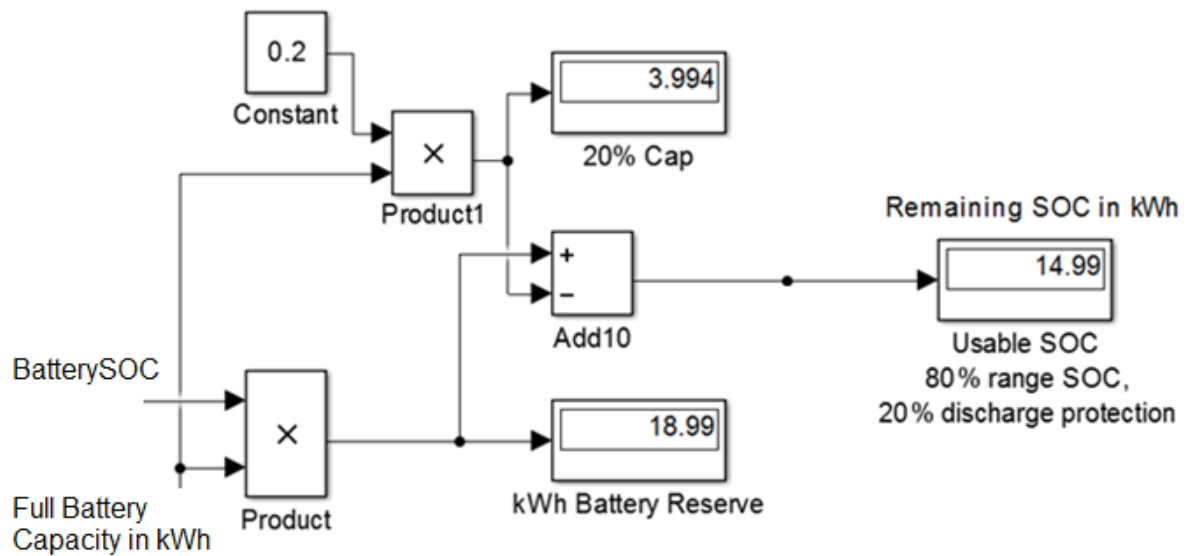 0.2
Constant
3.994
20% Cap
×
Product1
Remaining SOC in kWh
14.99
+
−
Add10
Usable SOC
80% range SOC,
20% discharge protection
BatterySOC
×
18.99
kWh Battery Reserve
Full Battery
Capacity in kWh
Product